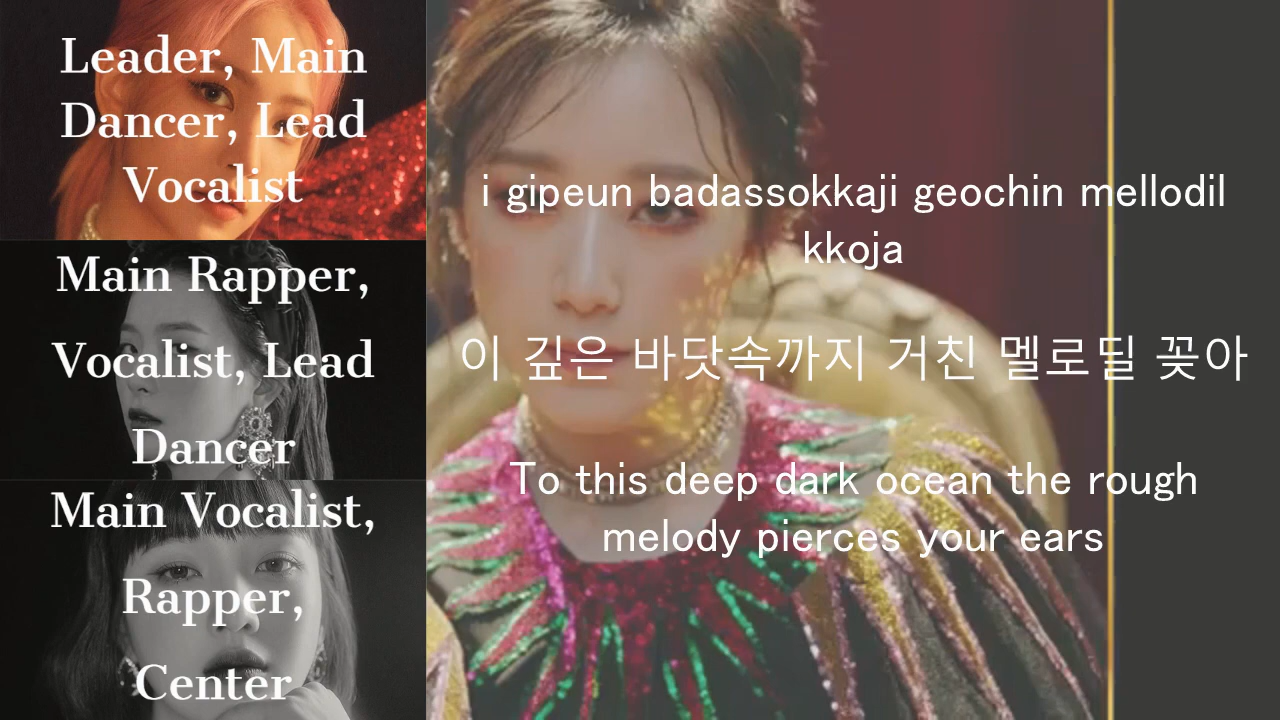 Leader, Main
Dancer, Lead
Vocalist
Main Rapper,
Vocalist, Lead
Dancer
Main Vocalist,
Rapper,
Center
i gipeun badassokkaji geochin mellodil
kkoja
이 깊은 바닷속까지 거친 멜로딜 꽂아
To this deep dark ocean the rough
melody pierces your ears